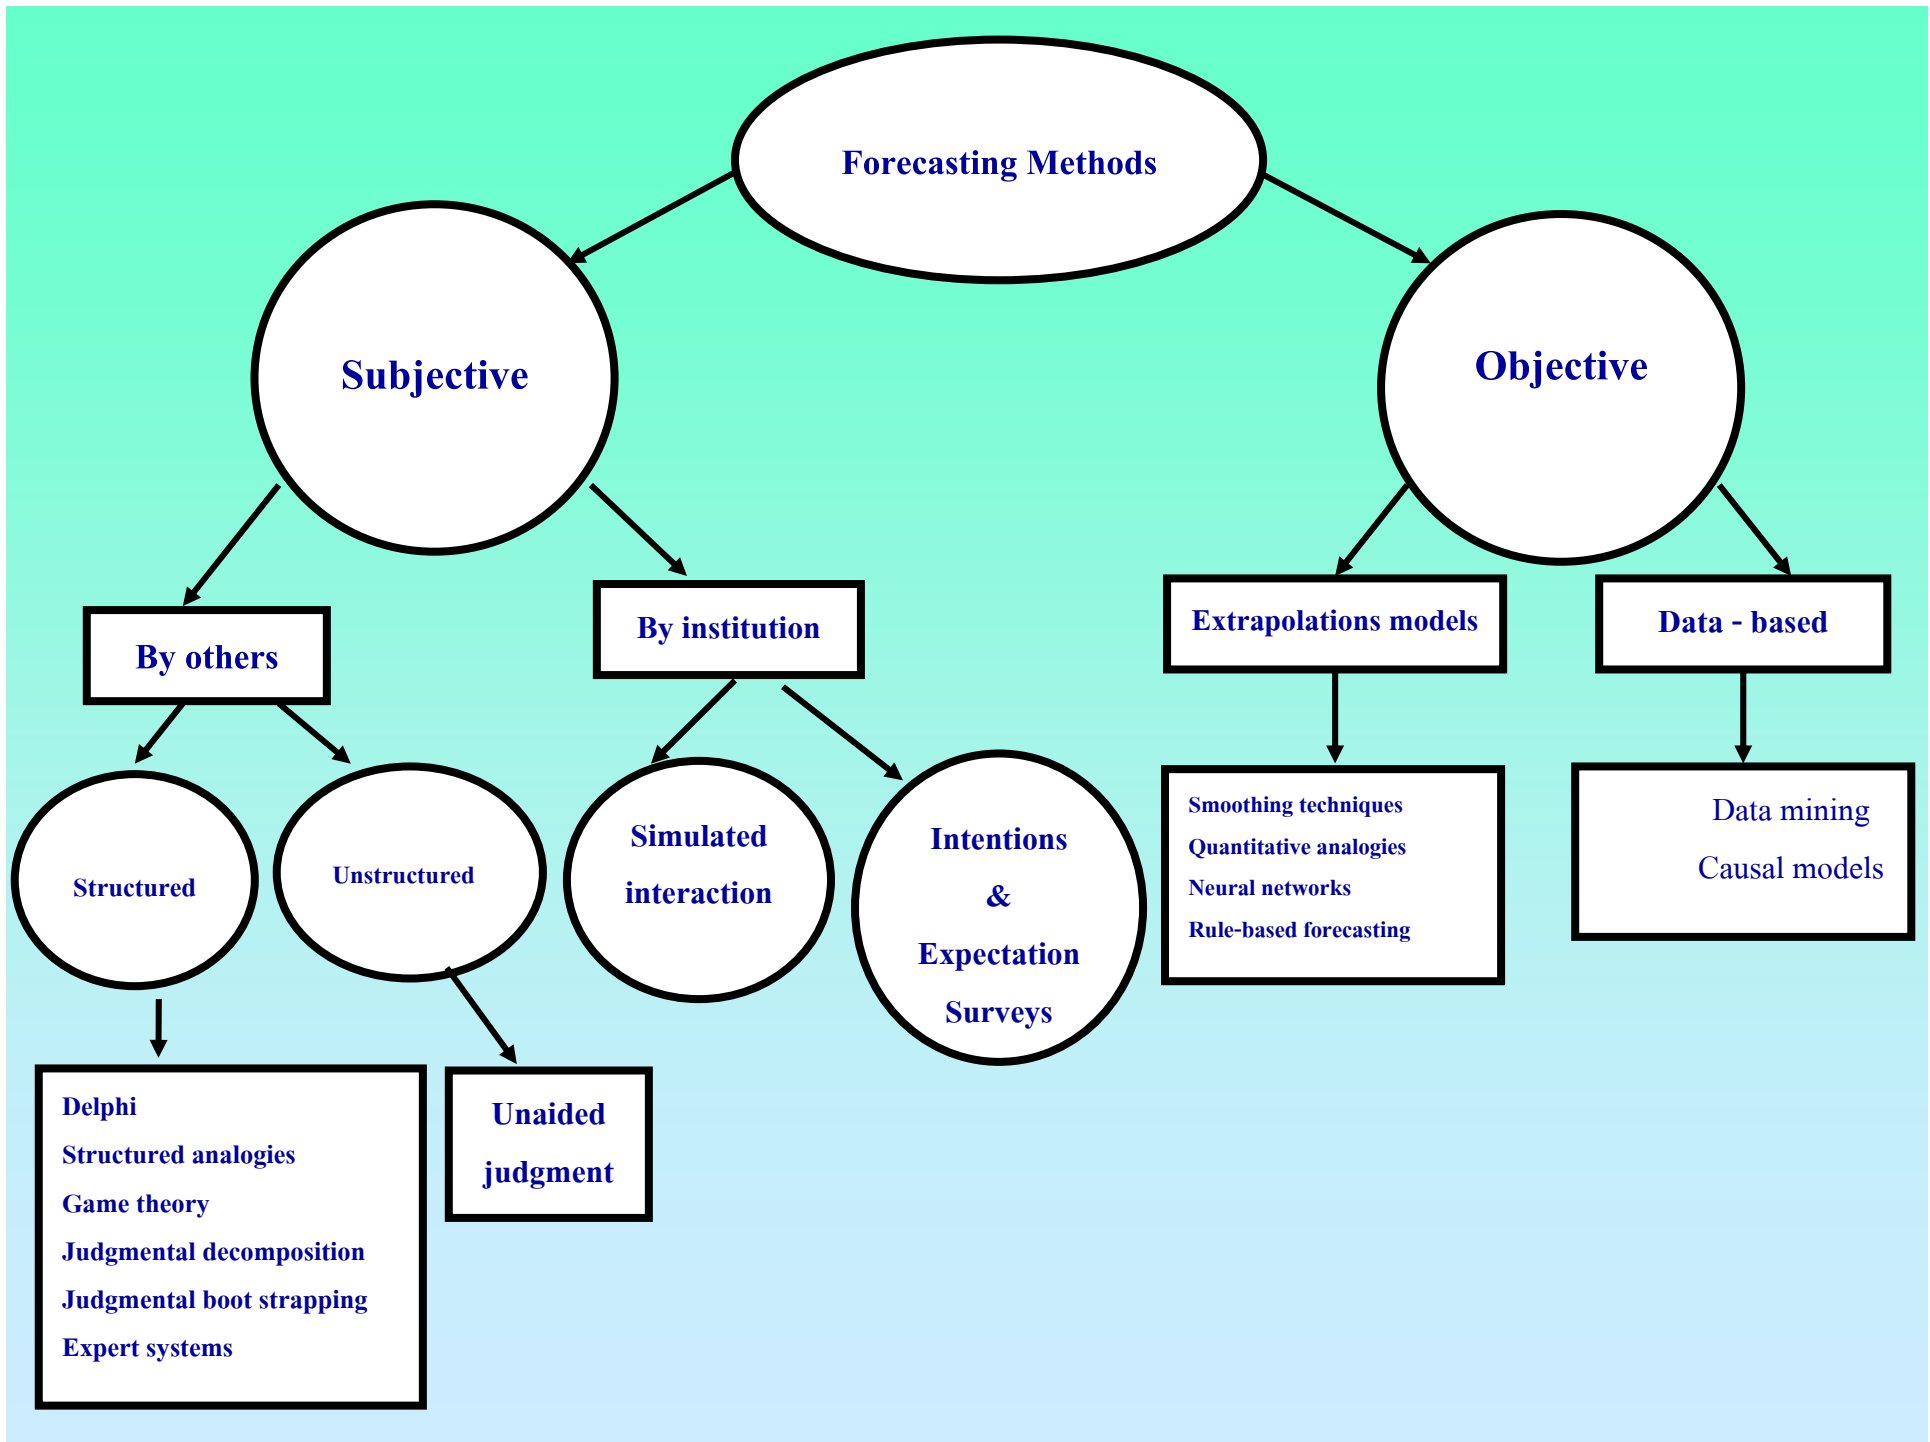 Forecasting Methods
Subjective
Objective
By others
By institution
Extrapolations models
Data - based
Structured
Unstructured
Simulated
interaction
Intentions
&
Expectation
Surveys
Smoothing techniques
Quantitative analogies
Neural networks
Rule-based forecasting
Data mining
Causal models
Delphi
Structured analogies
Game theory
Judgmental decomposition
Judgmental boot strapping
Expert systems
Unaided
judgment